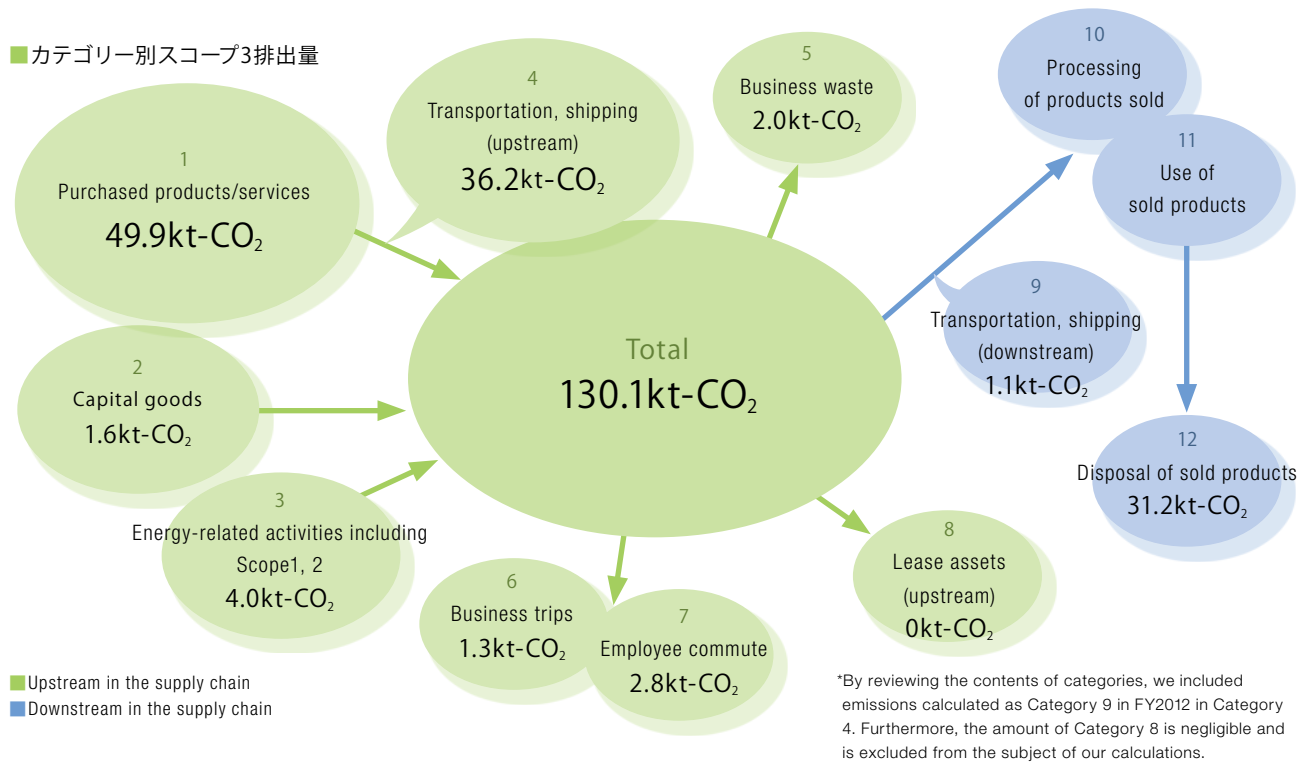 カテゴリー別スコープ3排出量
1
Purchased products/services
49.9kt-CO₂
4
Transportation, shipping
(upstream)
36.2kt-CO₂
5
Business waste
2.0kt-CO₂
10
Processing
of products sold
11
Use of
sold products
2
Capital goods
1.6kt-CO₂
Total
130.1kt-CO₂
9
Transportation, shipping
(downstream)
1.1kt-CO₂
3
Energy-related activities including
Scope1, 2
4.0kt-CO₂
6
Business trips
1.3kt-CO₂
7
Employee commute
2.8kt-CO₂
8
Lease assets
(upstream)
0kt-CO₂
12
Disposal of sold products
31.2kt-CO₂
Upstream in the supply chain
Downstream in the supply chain
*By reviewing the contents of categories, we included
emissions calculated as Category 9 in FY2012 in Category
4. Furthermore, the amount of Category 8 is negligible and
is excluded from the subject of our calculations.